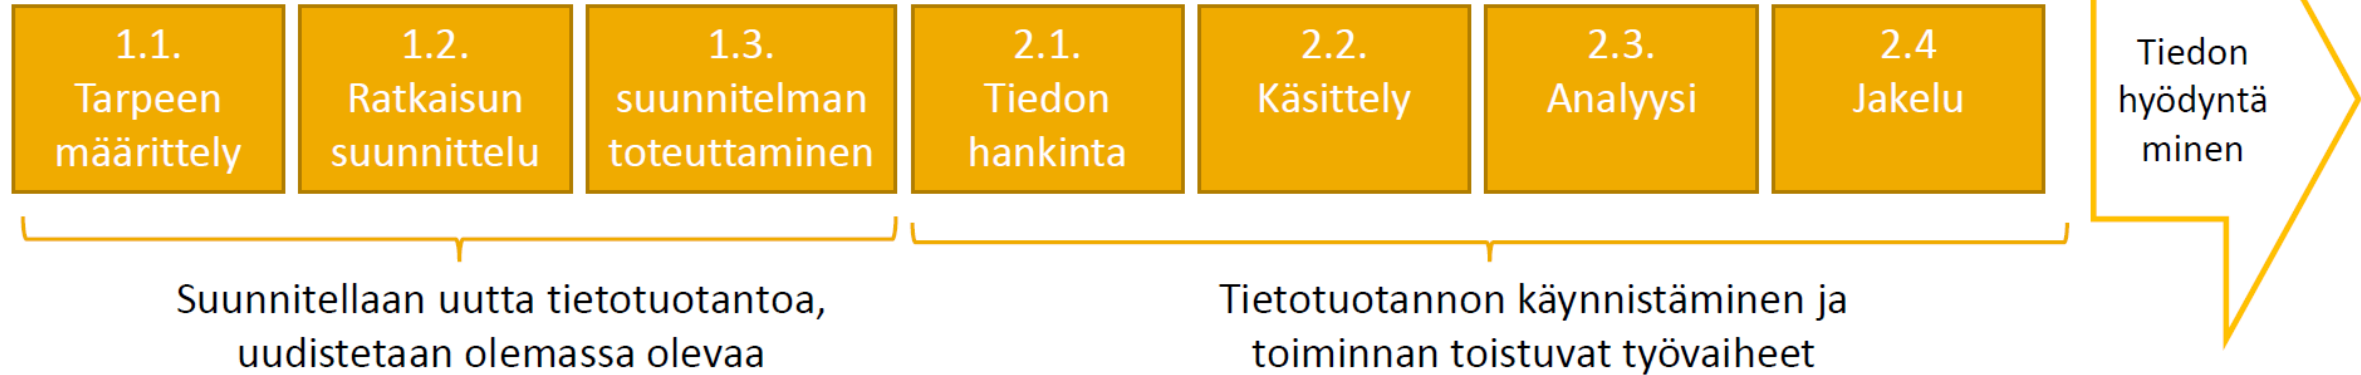 1.1.
Tarpeen
määrittely
1.2.
Ratkaisun
suunnittelu
1.3.
suunnitelman
toteuttaminen
2.1.
Tiedon
hankinta
2.2.
Käsittely
2.3.
Analyysi
2.4
Jakelu
Tiedon
hyödyntä
minen
Suunnitellaan uutta tietotuotantoa,
uudistetaan olemassa olevaa
Tietotuotannon käynnistäminen ja
toiminnan toistuvat työvaiheet